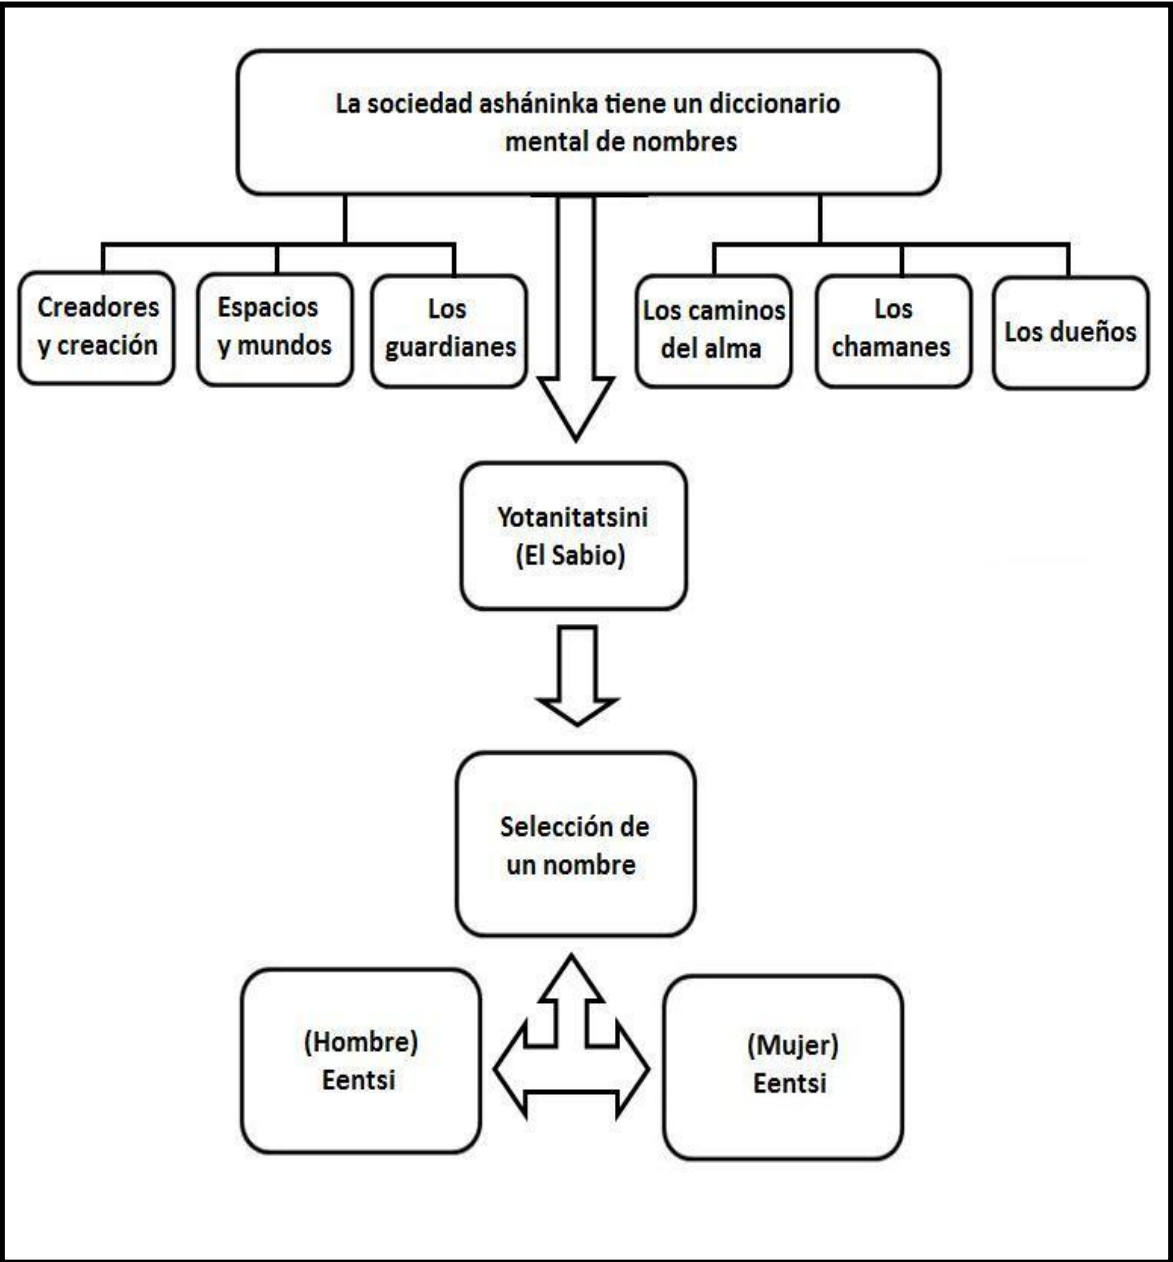 La sociedad asháninka tiene un diccionario
mental de nombres
Creadores
y creación
Espacios
y mundos
Los
guardianes
Los caminos
del alma
Los
chamanes
Los dueños
Yotanitatsini
(El Sabio)
Selección de
un nombre
(Hombre)
Eentsi
(Mujer)
Eentsi